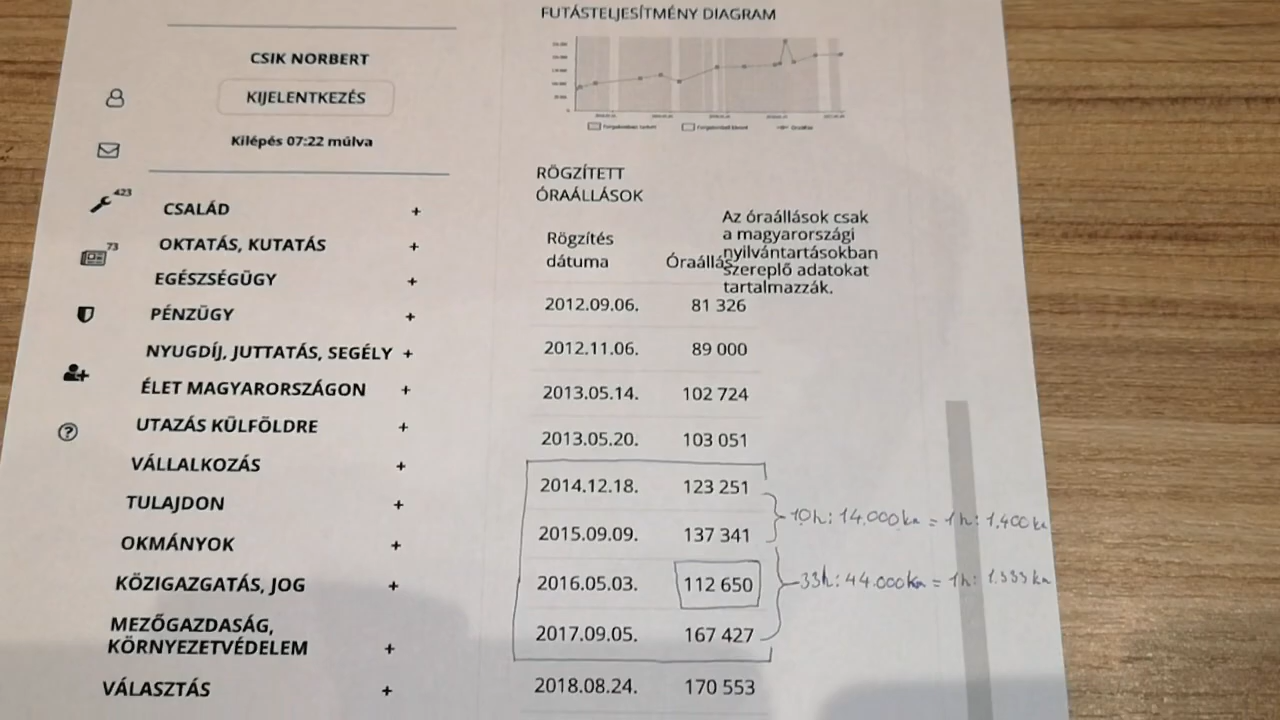 CSIK NORBERT
KIJELENTKEZÉS
Kilépés 07:22 múlva
423
73
CSALÁD +
OKTATÁS, KUTATÁS +
EGÉSZSÉGÜGY +
PÉNZÜGY +
NYUGDÍJ, JUTTATÁS, SEGÉLY +
ÉLET MAGYARORSZÁGON +
UTAZÁS KÜLFÖLDRE +
VÁLLALKOZÁS +
TULAJDON +
OKMÁNYOK +
KÖZIGAZGATÁS, JOG +
MEZŐGAZDASÁG,
KÖRNYEZETVÉDELEM +
VÁLASZTÁS +
FUTÁSTELJESÍTMÉNY DIAGRAM
RÖGZÍTETT
ÓRAÁLLÁSOK
Rögzítés
dátuma
Óraállás
Az óraállások csak
a magyarországi
nyilvántartásokban
szereplő adatokat
tartalmazzák.
2012.09.06. 81 326
2012.11.06. 89 000
2013.05.14. 102 724
2013.05.20. 103 051
2014.12.18. 123 251
2015.09.09. 137 341
10h: 14.000km = 1h: 1.400km
2016.05.03. 112 650
33h: 44.000km = 1h: 1.333km
2017.09.05. 167 427
2018.08.24. 170 553